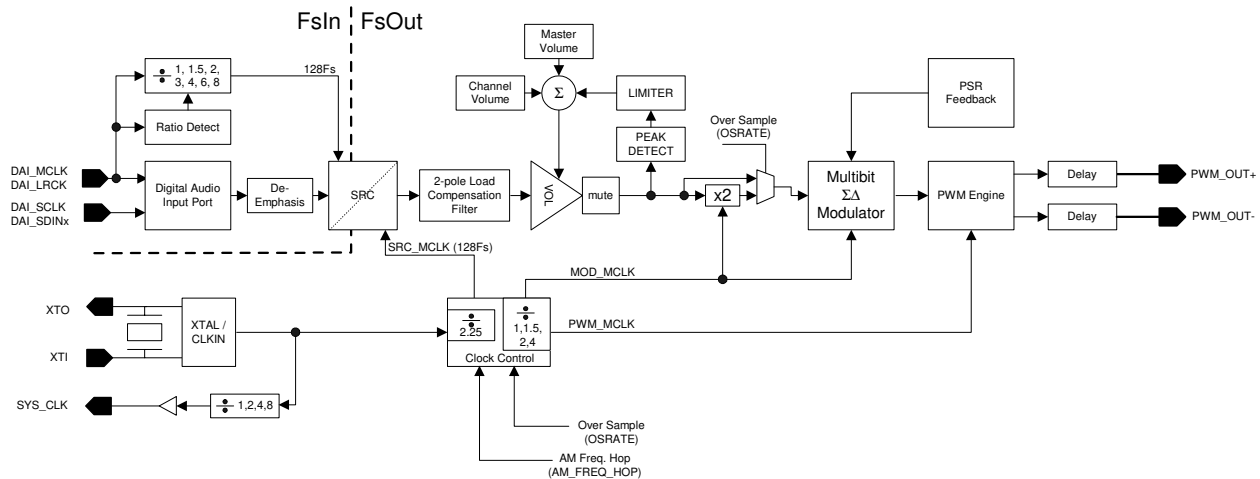 FsIn
FsOut
Master
Volume
÷ 1, 1.5, 2,
3, 4, 6, 8
128Fs
Channel
Volume
Σ
LIMITER
PSR
Feedback
Ratio Detect
PEAK
DETECT
Over Sample
(OSRATE)
DAI_MCLK
DAI_LRCK
DAI_SCLK
DAI_SDINx
Digital Audio
Input Port
De-
Emphasis
SRC
2-pole Load
Compensation
Filter
VOL
mute
x2
Multibit
ΣΔ
Modulator
PWM Engine
Delay
PWM_OUT+
Delay
PWM_OUT-
SRC_MCLK (128Fs)
MOD_MCLK
XTO
XTI
XTAL /
CLKIN
÷
2.25
÷
1,1.5,
2,4
PWM_MCLK
Clock Control
SYS_CLK
÷ 1,2,4,8
Over Sample
(OSRATE)
AM Freq. Hop
(AM_FREQ_HOP)